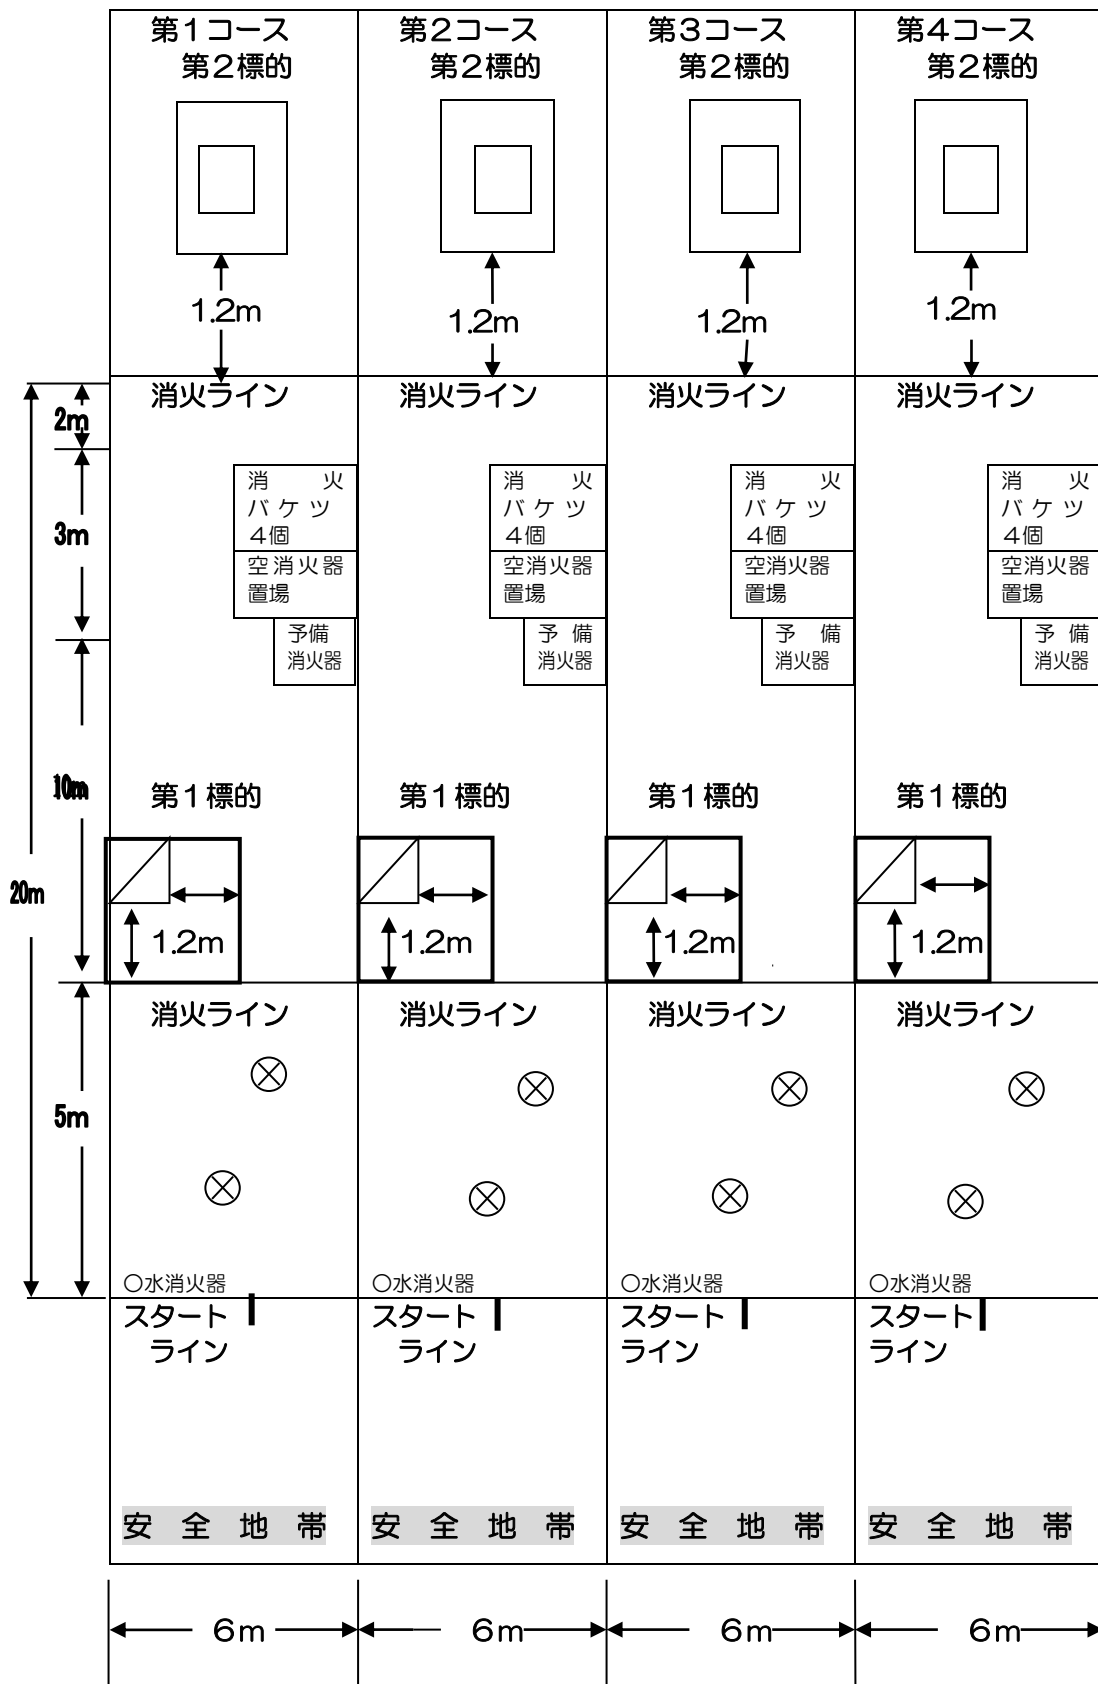 第１コース
第２標的
第２コース
第２標的
第３コース
第２標的
第４コース
第２標的
1.2m
1.2m
1.2m
1.2m
消火ライン
消火ライン
消火ライン
消火ライン
2m
3m
消　火
バケツ
４個
空消火器
置場
予備
消火器
消　火
バケツ
４個
空消火器
置場
予備
消火器
消　火
バケツ
４個
空消火器
置場
予　備
消火器
消　火
バケツ
４個
空消火器
置場
予備
消火器
10m
第１標的
第１標的
第１標的
第１標的
20m
1.2m
1.2m
1.2m
1.2m
消火ライン
消火ライン
消火ライン
消火ライン
5m
○水消火器
○水消火器
○水消火器
○水消火器
スタート
ライン
スタート
ライン
スタート
ライン
スタート
ライン
安　全　地　帯
安　全　地　帯
安　全　地　帯
安　全　地　帯
６ｍ
６ｍ
６ｍ
６ｍ